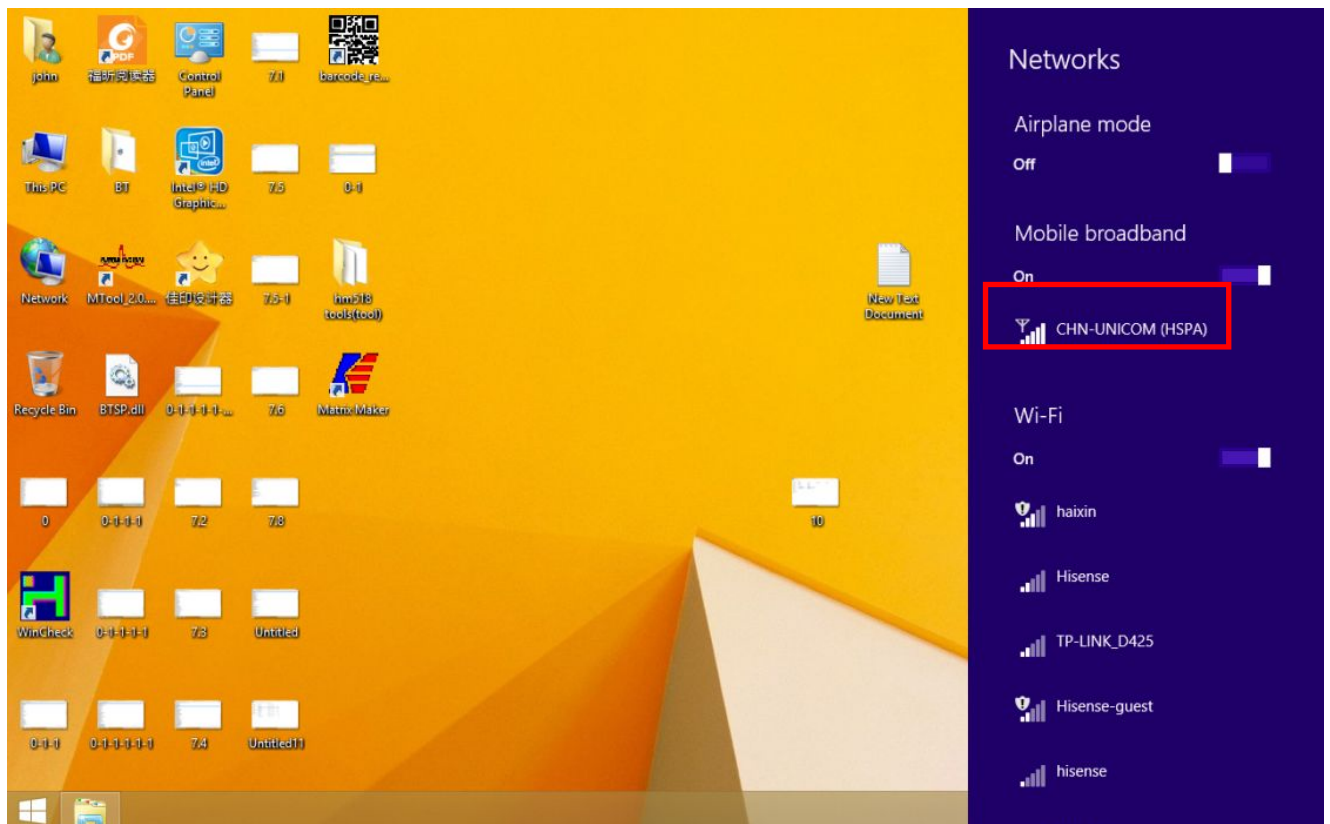 john
福昕阅读器
PDF
Control
Panel
7.1
barcode_re...
This PC
BT
Intel® HD
Graphic...
intel
7.5
0-1
Network
MTool_2.0....
佳印设计器
7.5-1
hm518
tools(tool)
New Text
Document
Recycle Bin
BTSP.dll
0-1-1-1-1-...
7.6
Matrix Maker
0
0-1-1-1
7.2
7.8
10
WinCheck
0-1-1-1-1
7.3
Untitled
0-1-1
0-1-1-1-1-1
7.4
Untitled11
Networks
Airplane mode
Off
Mobile broadband
On
CHN-UNICOM (HSPA)
Wi-Fi
On
haixin
Hisense
TP-LINK_D425
Hisense-guest
hisense